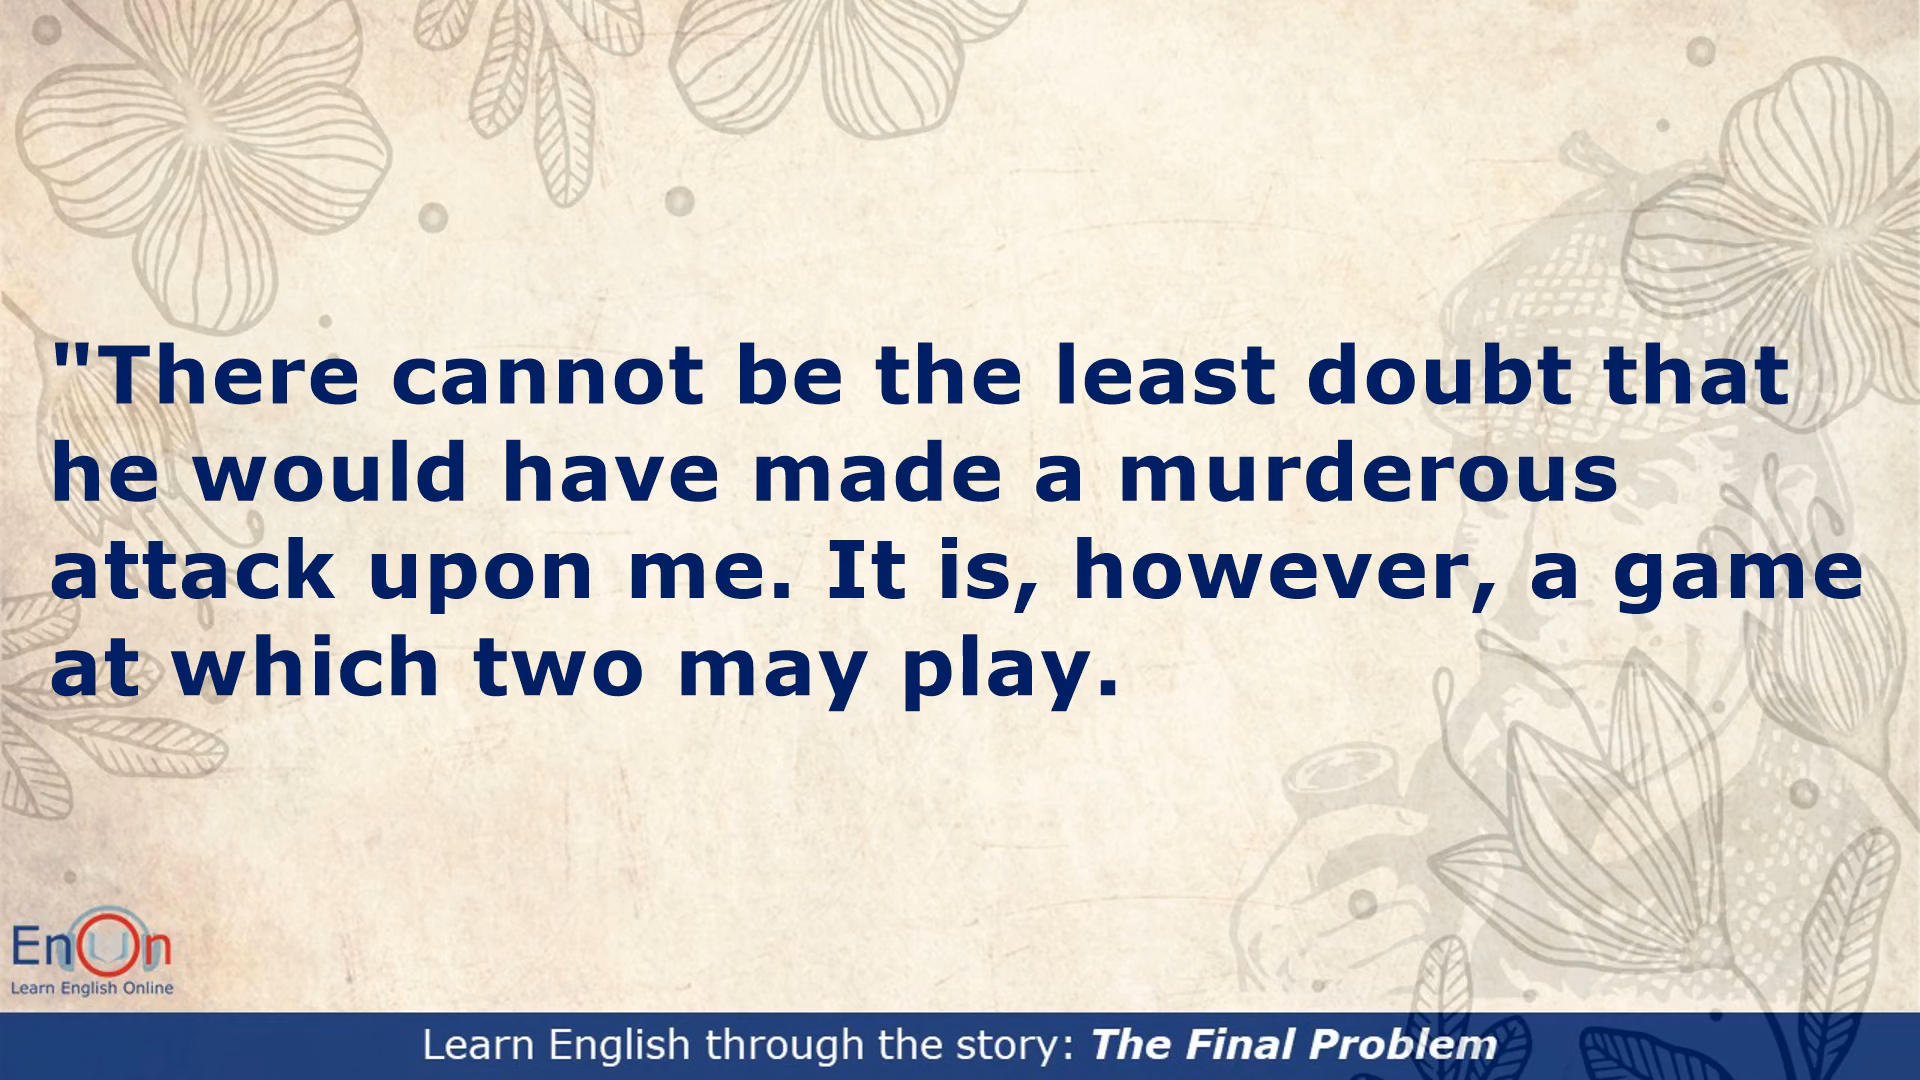 "There cannot be the least doubt that
he would have made a murderous
attack upon me. It is, however, a game
at which two may play.
EnOn
Learn English Online
Learn English through the story: The Final Problem